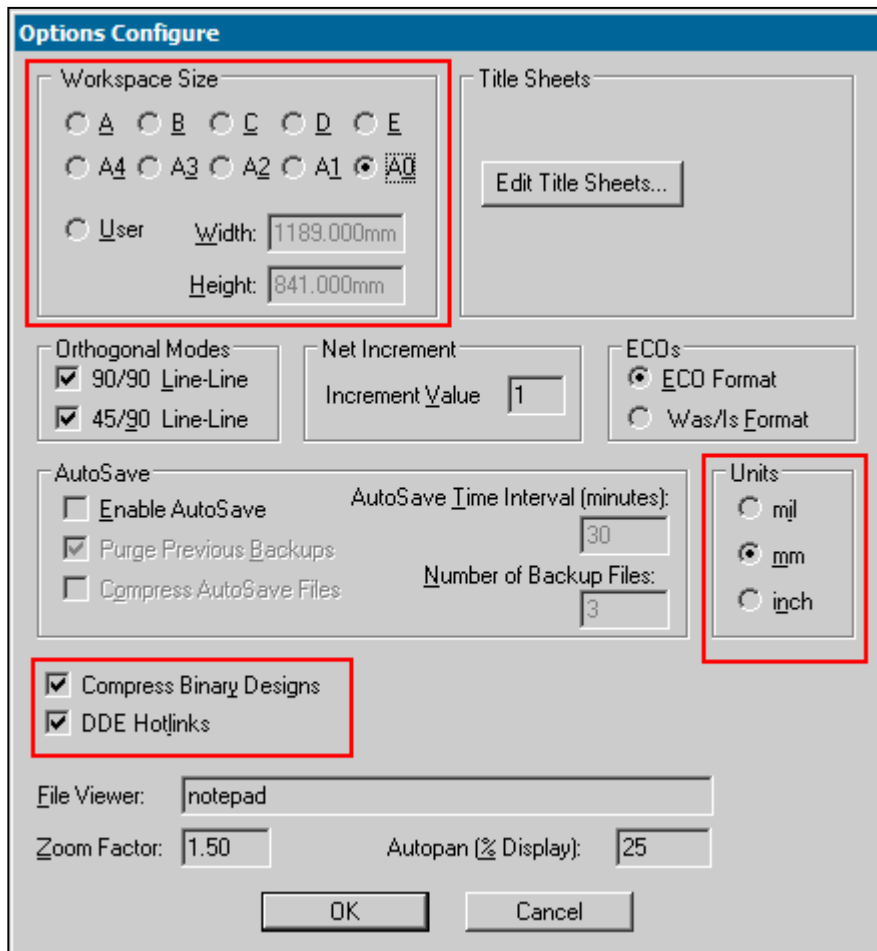 Options Configure
Workspace Size
A B C D E
A4 A3 A2 A1 A0
User Width: 1189.000mm
Height: 841.000mm
Title Sheets
Edit Title Sheets...
Orthogonal Modes
90/90 Line-Line
45/90 Line-Line
Net Increment
Increment Value 1
ECOs
ECO Format
Was/Is Format
AutoSave
Enable AutoSave
Purge Previous Backups
Compress AutoSave Files
AutoSave Time Interval (minutes):
30
Number of Backup Files:
3
Units
mil
mm
inch
Compress Binary Designs
DDE Hotlinks
File Viewer: notepad
Zoom Factor: 1.50 Autopan (% Display): 25
OK Cancel